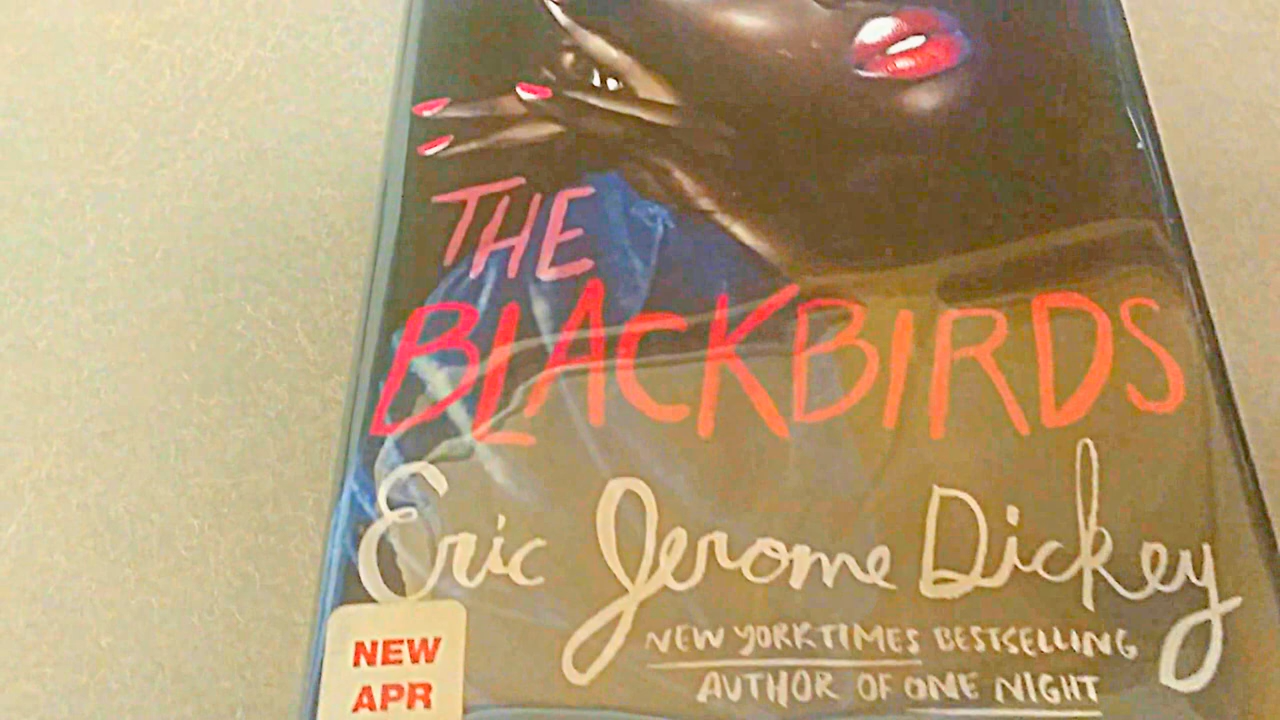 THE
BLACKBIRDS
Eric Jerome Dickey
NEW YORK TIMES BESTSELLING
AUTHOR OF ONE NIGHT
NEW
APR